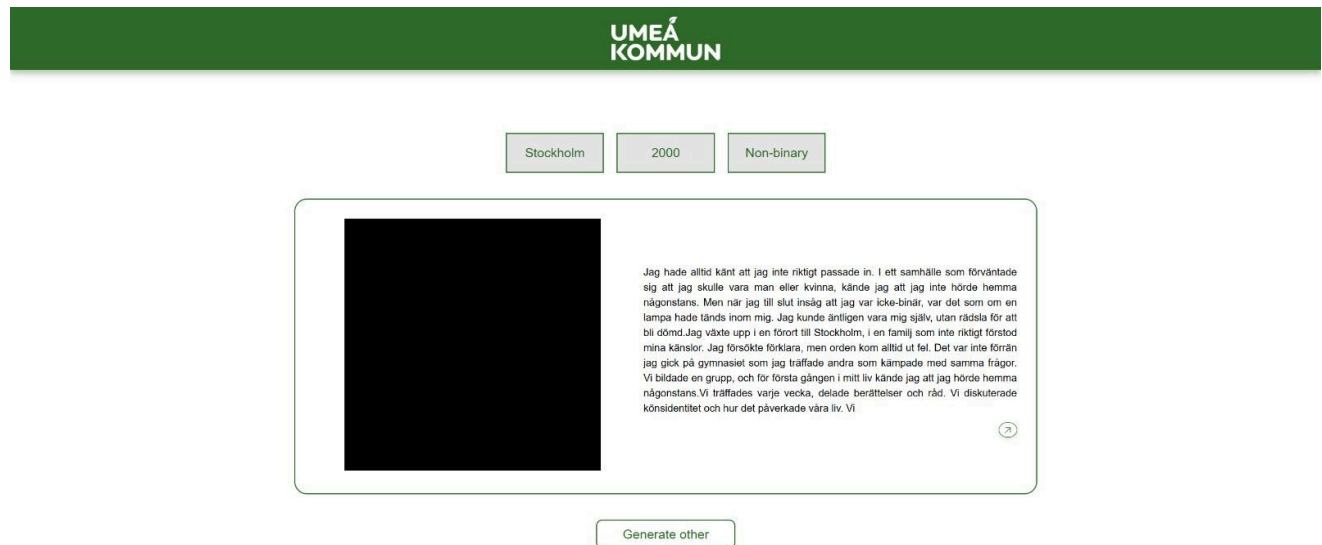 UMEÅ
KOMMUN
Stockholm
2000
Non-binary
Jag hade alltid känt att jag inte riktigt passade in. I ett samhälle som förväntade
sig att jag skulle vara man eller kvinna, kände jag att jag inte hörde hemma
någonstans. Men när jag till slut insåg att jag var icke-binär, var det som om en
lampa hade tänds inom mig. Jag kunde äntligen vara mig själv, utan rädsla för att
bli dömd.Jag växte upp i en förort till Stockholm, i en familj som inte riktigt förstod
mina känslor. Jag försökte förklara, men orden kom alltid ut fel. Det var inte förrän
jag gick på gymnasiet som jag träffade andra som kämpade med samma frågor.
Vi bildade en grupp, och för första gången i mitt liv kände jag att jag hörde hemma
någonstans.Vi träffades varje vecka, delade berättelser och råd. Vi diskuterade
könsidentitet och hur det påverkade våra liv. Vi
Generate other